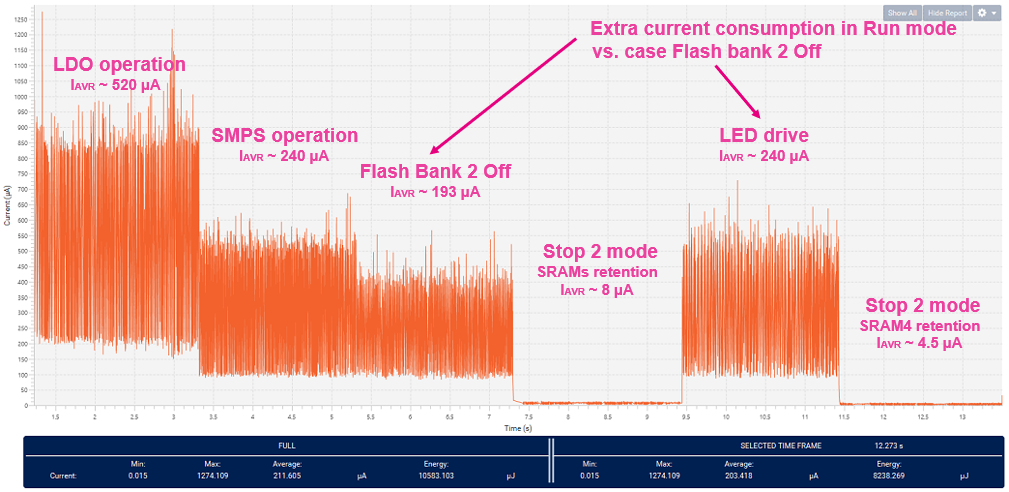 Show All Hide Report
Extra current consumption in Run mode
vs. case Flash bank 2 Off
LDO operation
IAVR ~ 520 µA
SMPS operation
IAVR ~ 240 µA
Flash Bank 2 Off
IAVR ~ 193 µA
LED drive
IAVR ~ 240 µA
Stop 2 mode
SRAMs retention
IAVR ~ 8 µA
Stop 2 mode
SRAM4 retention
IAVR ~ 4.5 µA
Current (µA)
1250
1200
1150
1100
1050
1000
950
900
850
800
750
700
650
600
550
500
450
400
350
300
250
200
150
100
50
0
1.5 2 2.5 3 3.5 4 4.5 5 5.5 6 6.5 7 7.5 8 8.5 9 9.5 10 10.5 11 11.5 12 12.5 13
Time (s)
FULL
Min: Max: Average: Energy:
Current: 0.015 1274.109 211.605 µA 10583.103 µJ
SELECTED TIME FRAME 12.273 s
Min: Max: Average: Energy:
0.015 1274.109 203.418 µA 8238.269 µJ